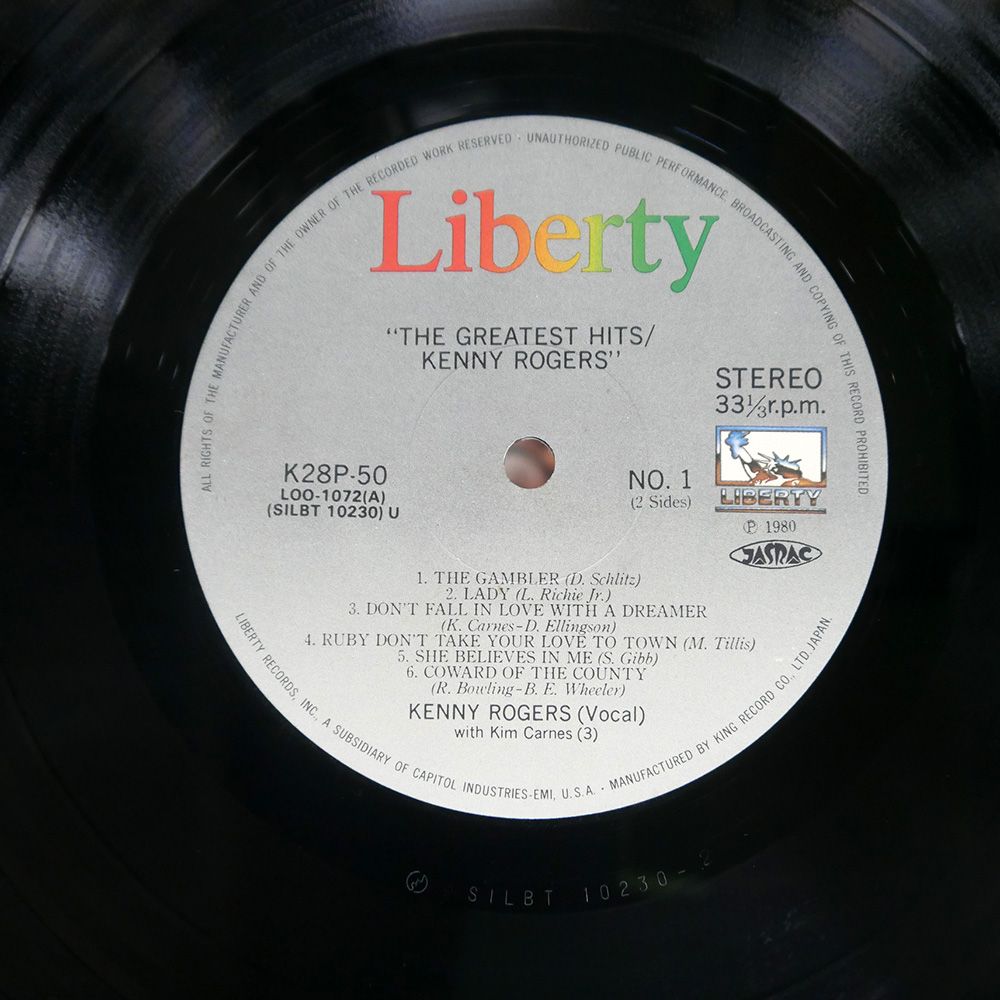 ALL RIGHTS OF THE MANUFACTURER AND OF THE OWNER OF THE RECORDED WORK RESERVED · UNAUTHORIZED PUBLIC PERFORMANCE, BROADCASTING AND COPYING OF THIS RECORD PROHIBITED
Liberty
"THE GREATEST HITS/
KENNY ROGERS"
STEREO
33⅓r.p.m.
K28P-50
LOO-1072(A)
(SILBT 10230) U
NO. 1
(2 Sides)
LIBERTY
℗ 1980
JASRAC
1. THE GAMBLER (D. Schlitz)
2. LADY (L. Richie Jr.)
3. DON'T FALL IN LOVE WITH A DREAMER
(K. Carnes-D. Ellingson)
4. RUBY DON'T TAKE YOUR LOVE TO TOWN (M. Tillis)
5. SHE BELIEVES IN ME (S. Gibb)
6. COWARD OF THE COUNTY
(R. Bowling-B. E. Wheeler)
KENNY ROGERS (Vocal)
with Kim Carnes (3)
LIBERTY RECORDS, INC., A SUBSIDIARY OF CAPITOL INDUSTRIES-EMI, U.S.A. · MANUFACTURED BY KING RECORD CO., LTD. JAPAN.
SILBT 10230-2